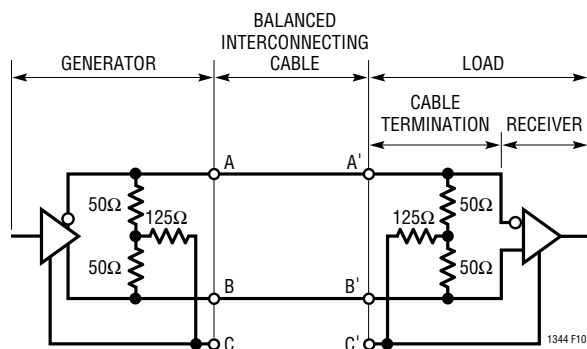 BALANCED
INTERCONNECTING
CABLE
GENERATOR
LOAD
CABLE
TERMINATION
RECEIVER
A
A'
50Ω
125Ω
50Ω
50Ω
125Ω
50Ω
B
B'
C
C'
1344 F10